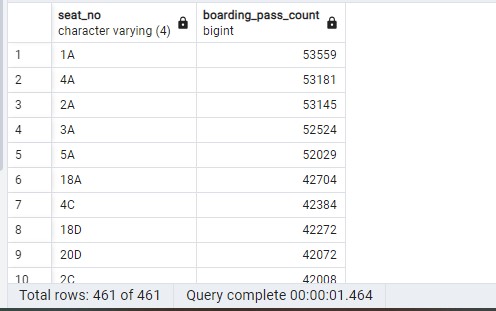 seat_no boarding_pass_count
character varying (4) bigint
1 1A 53559
2 4A 53181
3 2A 53145
4 3A 52524
5 5A 52029
6 18A 42704
7 4C 42384
8 18D 42272
9 20D 42072
10 2C 42008
Total rows: 461 of 461 Query complete 00:00:01.464